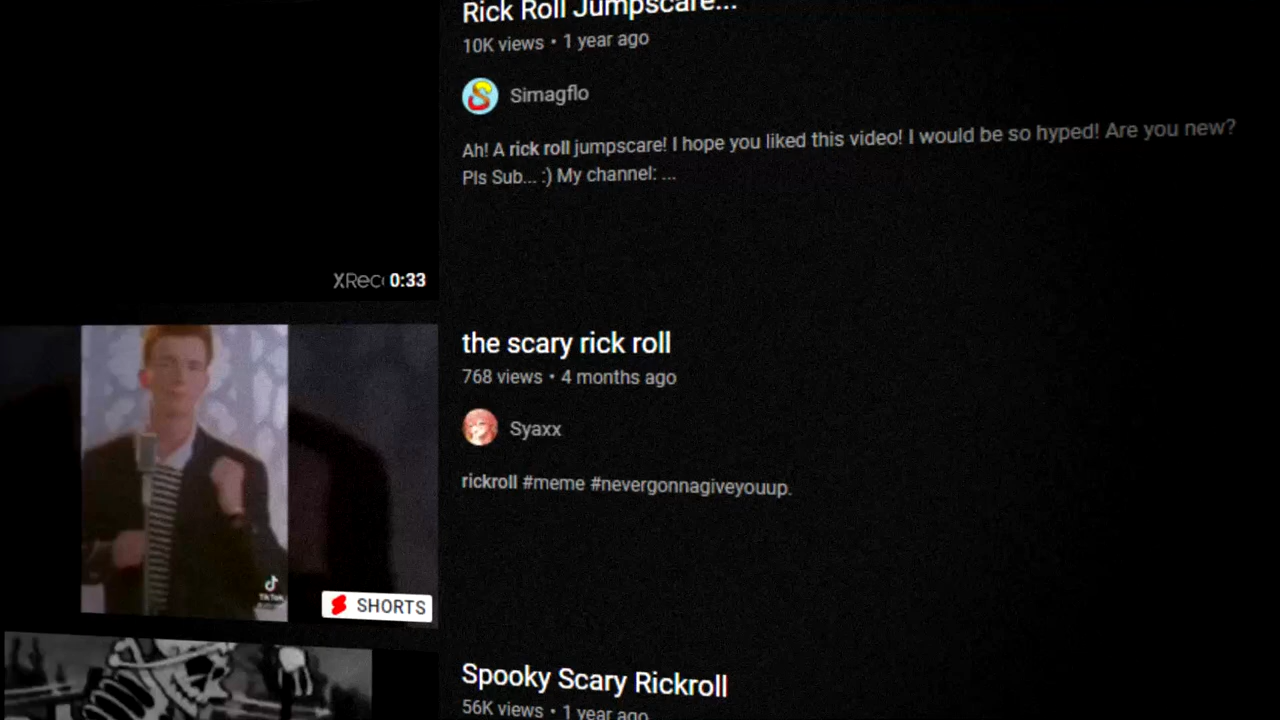 Rick Roll Jumpscare...
10K views • 1 year ago
Simagflo
Ah! A rick roll jumpscare! I hope you liked this video! I would be so hyped! Are you new?
Pls Sub... :) My channel: ...
XRec
0:33
the scary rick roll
768 views • 4 months ago
Syaxx
rickroll #meme #nevergonnagiveyouup.
TikTok
SHORTS
Spooky Scary Rickroll
56K views • 1 year ago